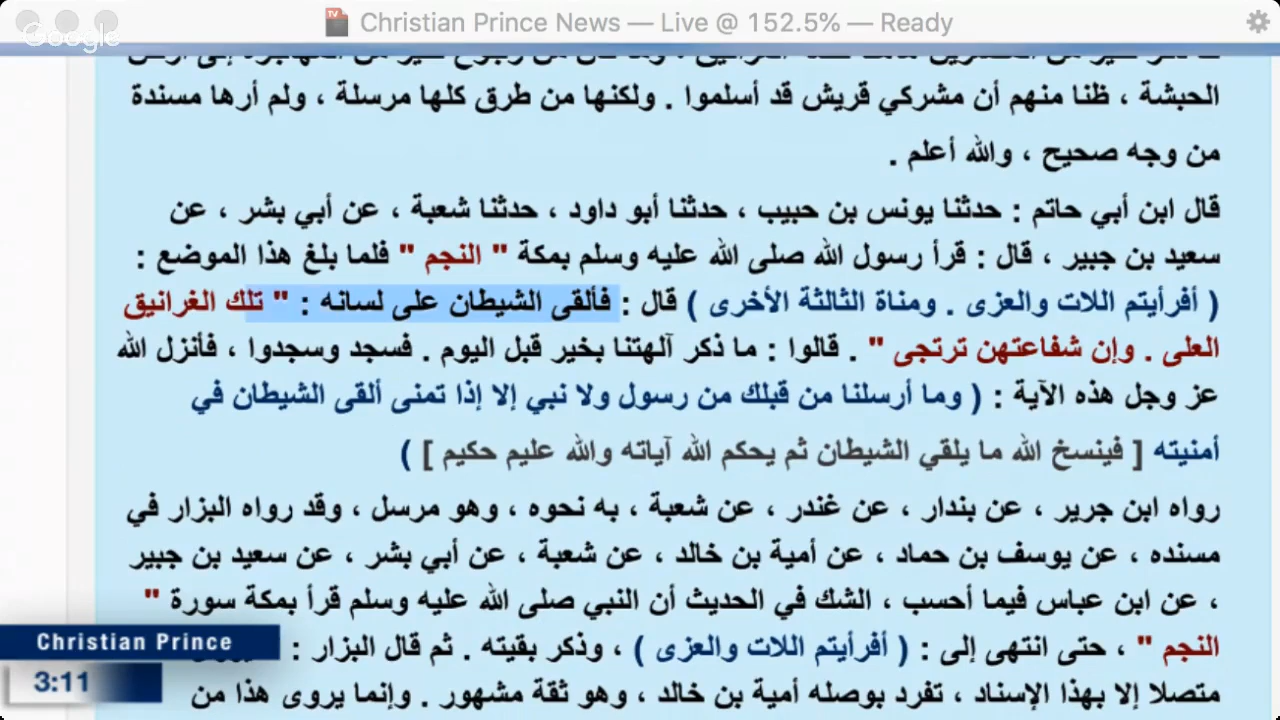 Christian Prince News — Live @ 152.5% — Ready
Google
الحبشة ، ظنا منهم أن مشركي قريش قد أسلموا . ولكنها من طرق كلها مرسلة ، ولم أرها مسندة
من وجه صحيح ، والله أعلم .
قال ابن أبي حاتم : حدثنا يونس بن حبيب ، حدثنا أبو داود ، حدثنا شعبة ، عن أبي بشر ، عن
سعيد بن جبير ، قال : قرأ رسول الله صلى الله عليه وسلم بمكة " النجم " فلما بلغ هذا الموضع :
( أفرأيتم اللات والعزى . ومناة الثالثة الأخرى ) قال : فألقى الشيطان على لسانه : " تلك الغرانيق
العلى . وإن شفاعتهن ترتجى " . قالوا : ما ذكر آلهتنا بخير قبل اليوم . فسجد وسجدوا ، فأنزل الله
عز وجل هذه الآية : ( وما أرسلنا من قبلك من رسول ولا نبي إلا إذا تمنى ألقى الشيطان في
أمنيته [ فينسخ الله ما يلقي الشيطان ثم يحكم الله آياته والله عليم حكيم ] )
رواه ابن جرير ، عن بندار ، عن غندر ، عن شعبة ، به نحوه ، وهو مرسل ، وقد رواه البزار في
مسنده ، عن يوسف بن حماد ، عن أمية بن خالد ، عن شعبة ، عن أبي بشر ، عن سعيد بن جبير
، عن ابن عباس فيما أحسب ، الشك في الحديث أن النبي صلى الله عليه وسلم قرأ بمكة سورة "
النجم " ، حتى انتهى إلى : ( أفرأيتم اللات والعزى ) ، وذكر بقيته . ثم قال البزار :
متصلا إلا بهذا الإسناد ، تفرد بوصله أمية بن خالد ، وهو ثقة مشهور . وإنما يروى هذا من
Christian Prince
3:11